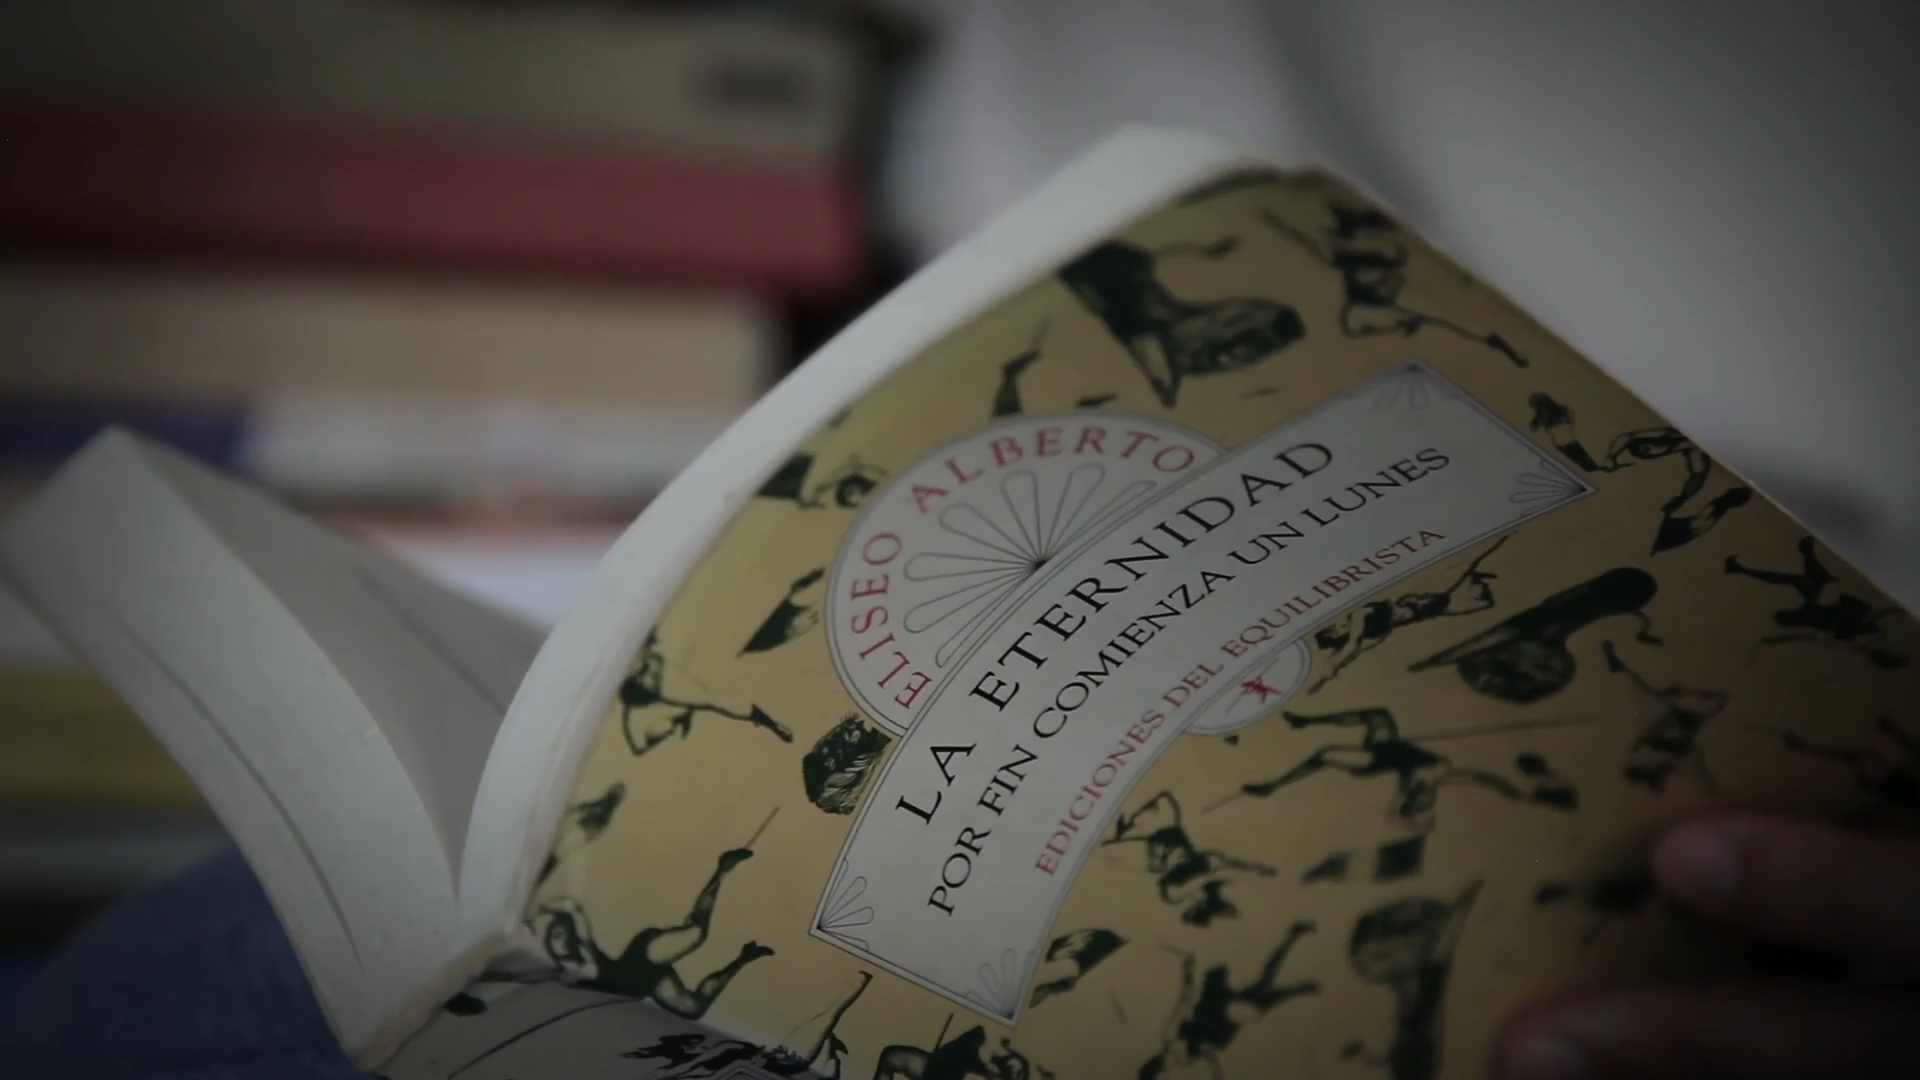 ELISEO ALBERTO
LA ETERNIDAD
POR FIN COMIENZA UN LUNES
EDICIONES DEL EQUILIBRISTA